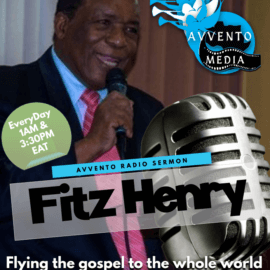 AVVENTO
MEDIA
EveryDay
1AM &
3:30PM
EAT
AVVENTO RADIO SERMON
Fitz Henry
Flying the gospel to the whole world